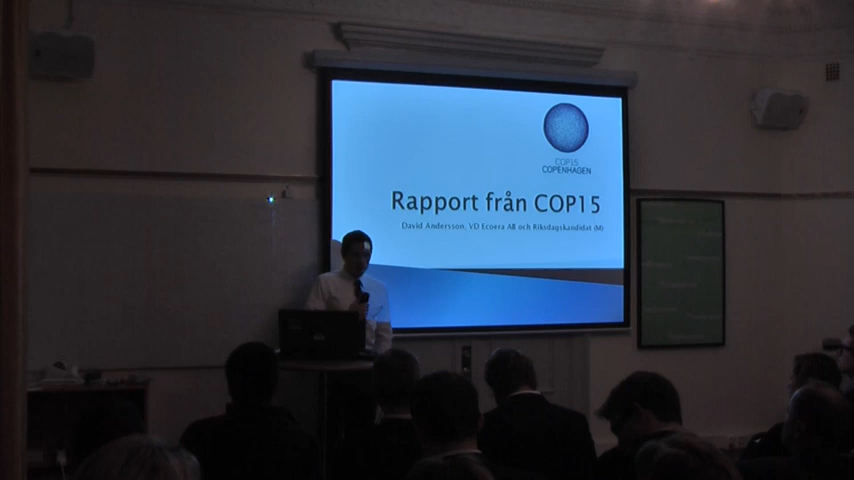 COP15
COPENHAGEN
Rapport från COP15
David Andersson, VD Ecoera AB och Riksdagskandidat (M)